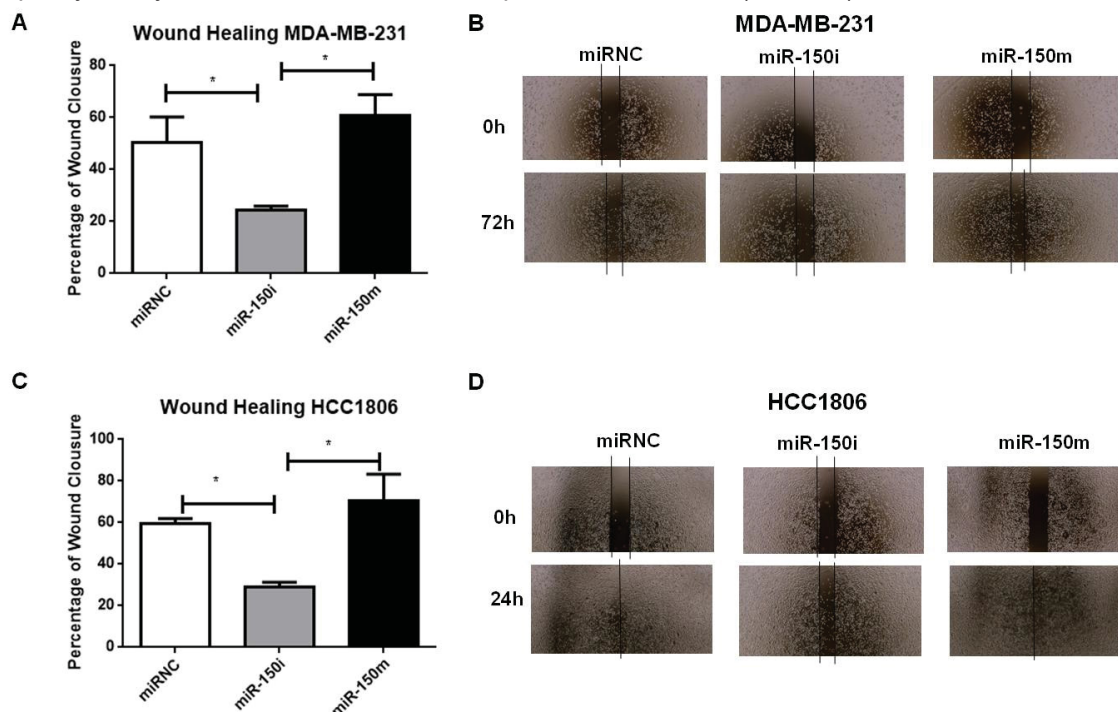 A
Wound Healing MDA-MB-231
Percentage of Wound Clousure
80
60
40
20
0
*
*
miRNC
miR-150i
miR-150m
B
MDA-MB-231
miRNC
miR-150i
miR-150m
0h
72h
C
Wound Healing HCC1806
Percentage of Wound Clousure
100
80
60
40
20
0
*
*
miRNC
miR-150i
miR-150m
D
HCC1806
miRNC
miR-150i
miR-150m
0h
24h